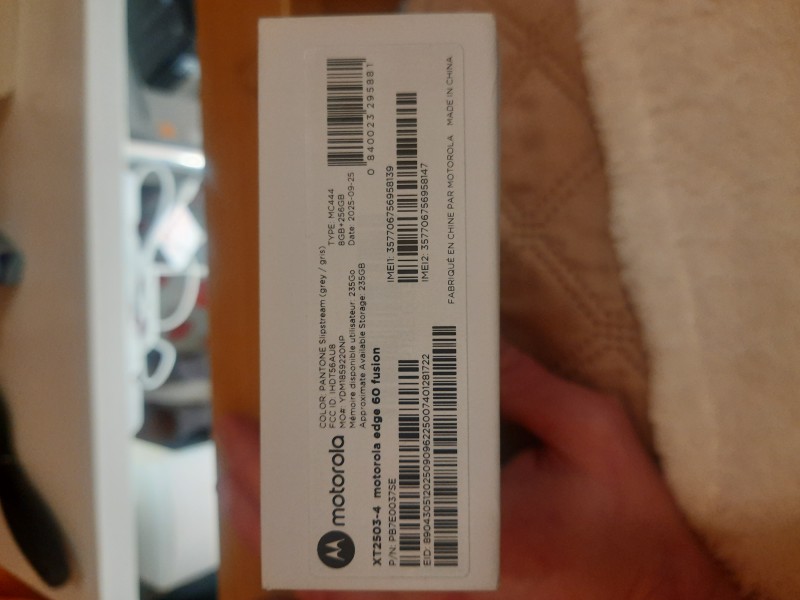 motorola
COLOR: PANTONE Slipstream (grey / gris)
FCC ID: IHDT56AU8
MO#: YDM1859220NP
Mémoire disponible utilisateur: 235Go
Approximate Available Storage: 235GB
TYPE: MC444
8GB+256GB
Date: 2025-09-25
0 840023 295881
XT2503-4 motorola edge 60 fusion
P/N: PB7E0037SE
IMEI1: 357706756958139
EID: 89043051202509096225007401281722
IMEI2: 357706756958147
FABRIQUÉ EN CHINE PAR MOTOROLA MADE IN CHINA